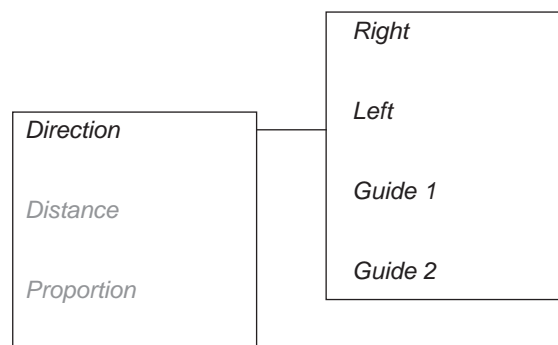 Direction
Distance
Proportion
Right
Left
Guide 1
Guide 2